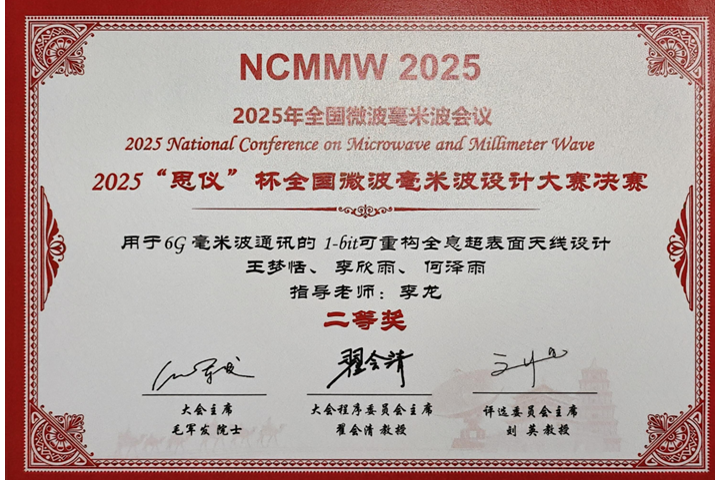 NCMMW 2025
2025年全国微波毫米波会议
2025 National Conference on Microwave and Millimeter Wave
2025“思仪”杯全国微波毫米波设计大赛决赛
用于6G 毫米波通讯的 1-bit可重构全息超表面天线设计
王梦恬、李欣雨、何泽雨
指导老师：李龙
二等奖
翟会清
大会主席 大会程序委员会主席 评选委员会主席
毛军发 院士 翟会清 教授 刘 英 教授